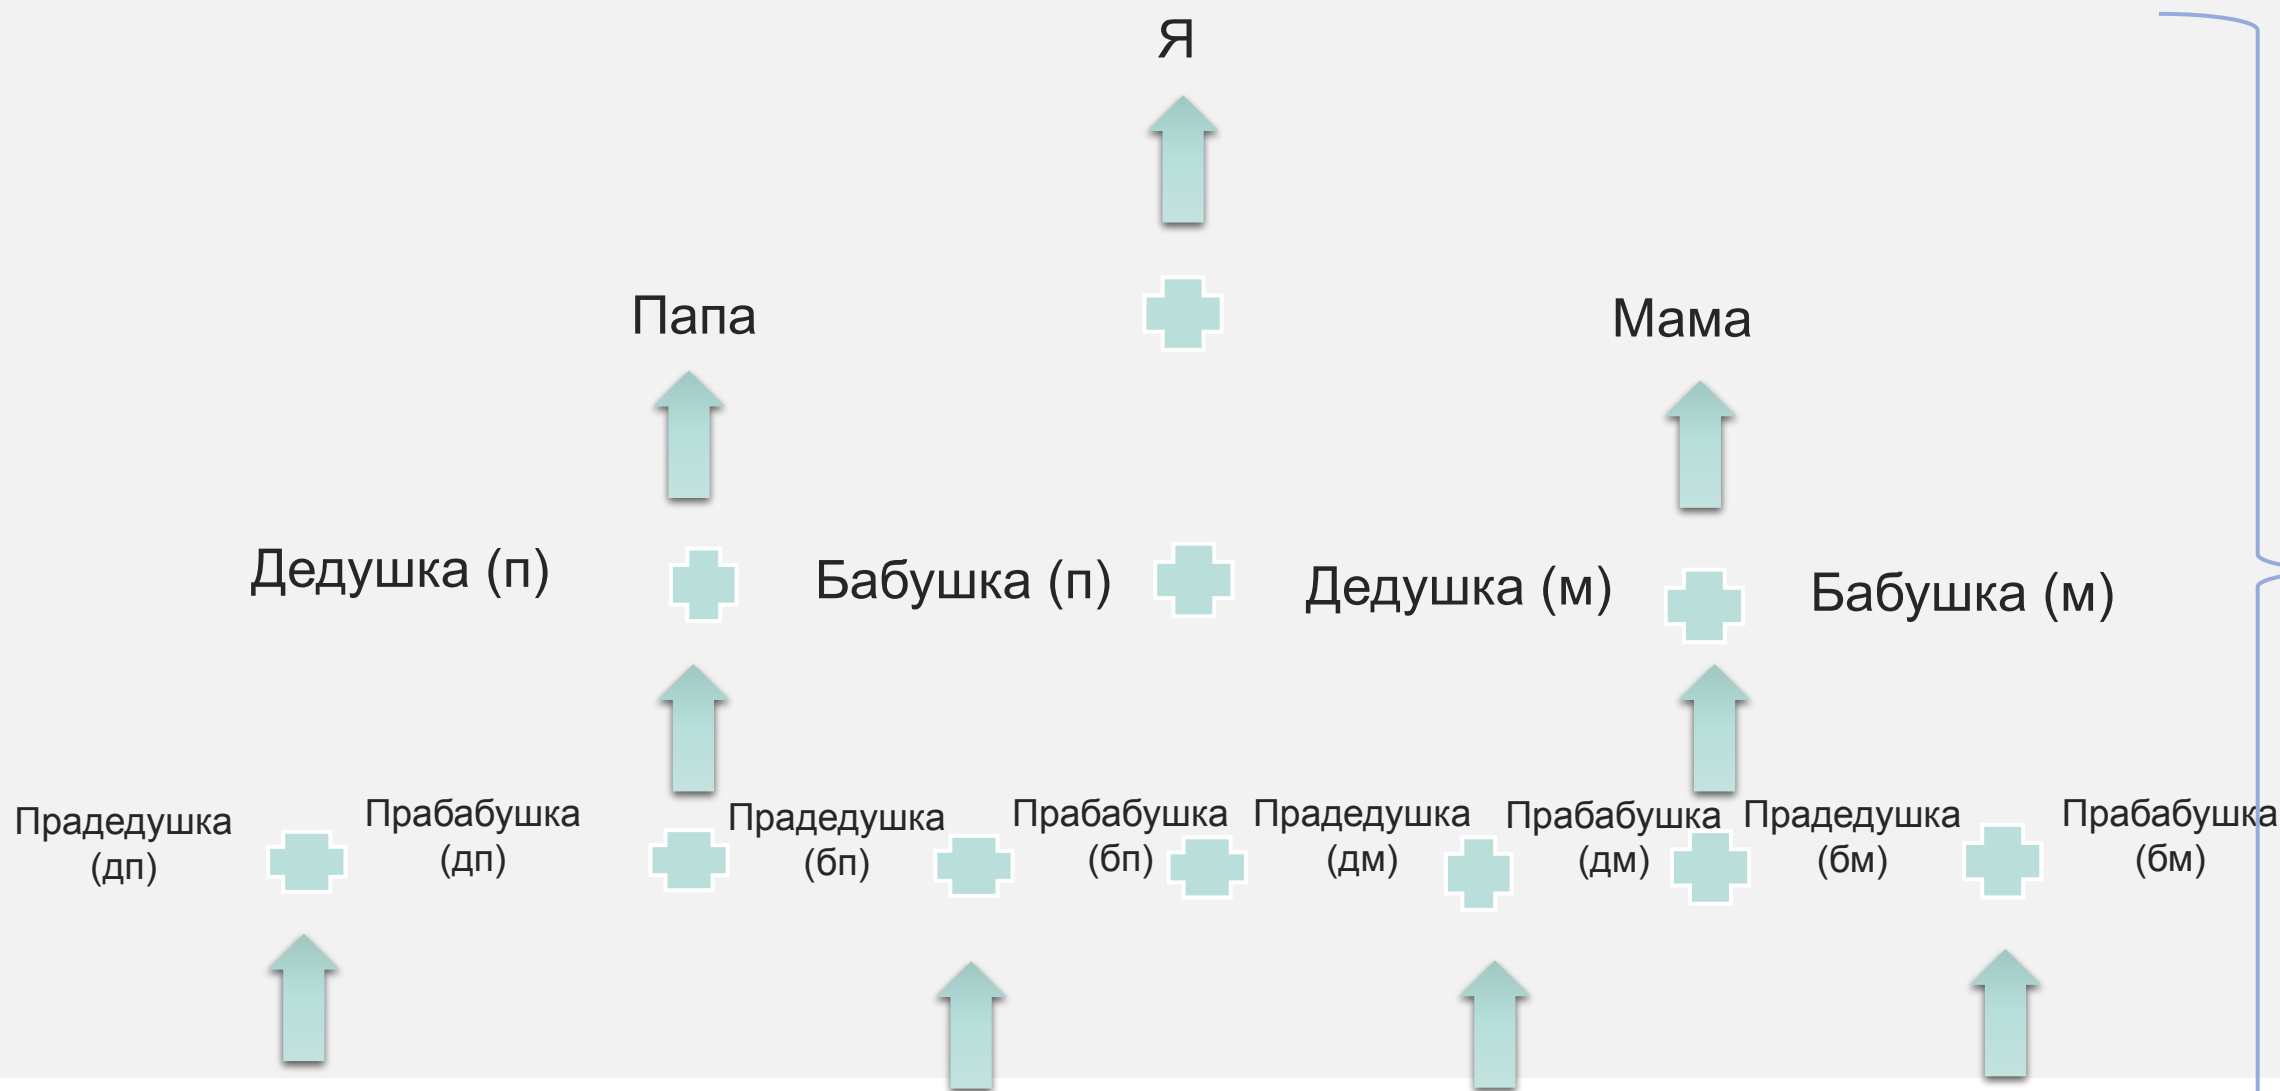 Я
Папа
Мама
Дедушка (п)
Бабушка (п)
Дедушка (м)
Бабушка (м)
Прадедушка
(дп)
Прабабушка
(дп)
Прадедушка
(бп)
Прабабушка
(бп)
Прадедушка
(дм)
Прабабушка
(дм)
Прадедушка
(бм)
Прабабушка
(бм)